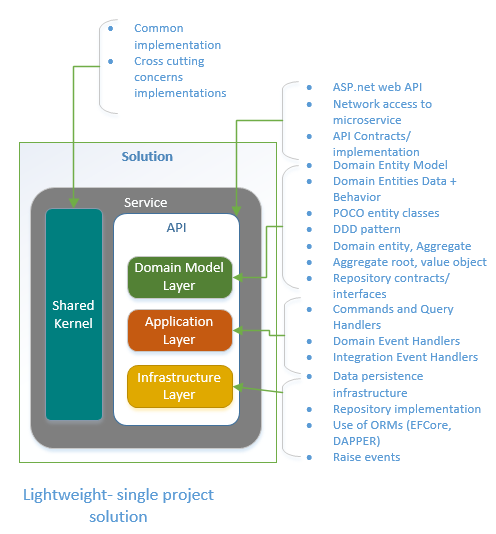 Common
implementation
Cross cutting
concerns
implementations
ASP.net web API
Network access to
microservice
API Contracts/
implementation
Domain Entity Model
Domain Entities Data +
Behavior
POCO entity classes
DDD pattern
Domain entity, Aggregate
Aggregate root, value object
Repository contracts/
interfaces
Commands and Query
Handlers
Domain Event Handlers
Integration Event Handlers
Data persistence
infrastructure
Repository implementation
Use of ORMs (EFCore,
DAPPER)
Raise events
Solution
Service
API
Shared
Kernel
Domain Model
Layer
Application
Layer
Infrastructure
Layer
Lightweight- single project
solution